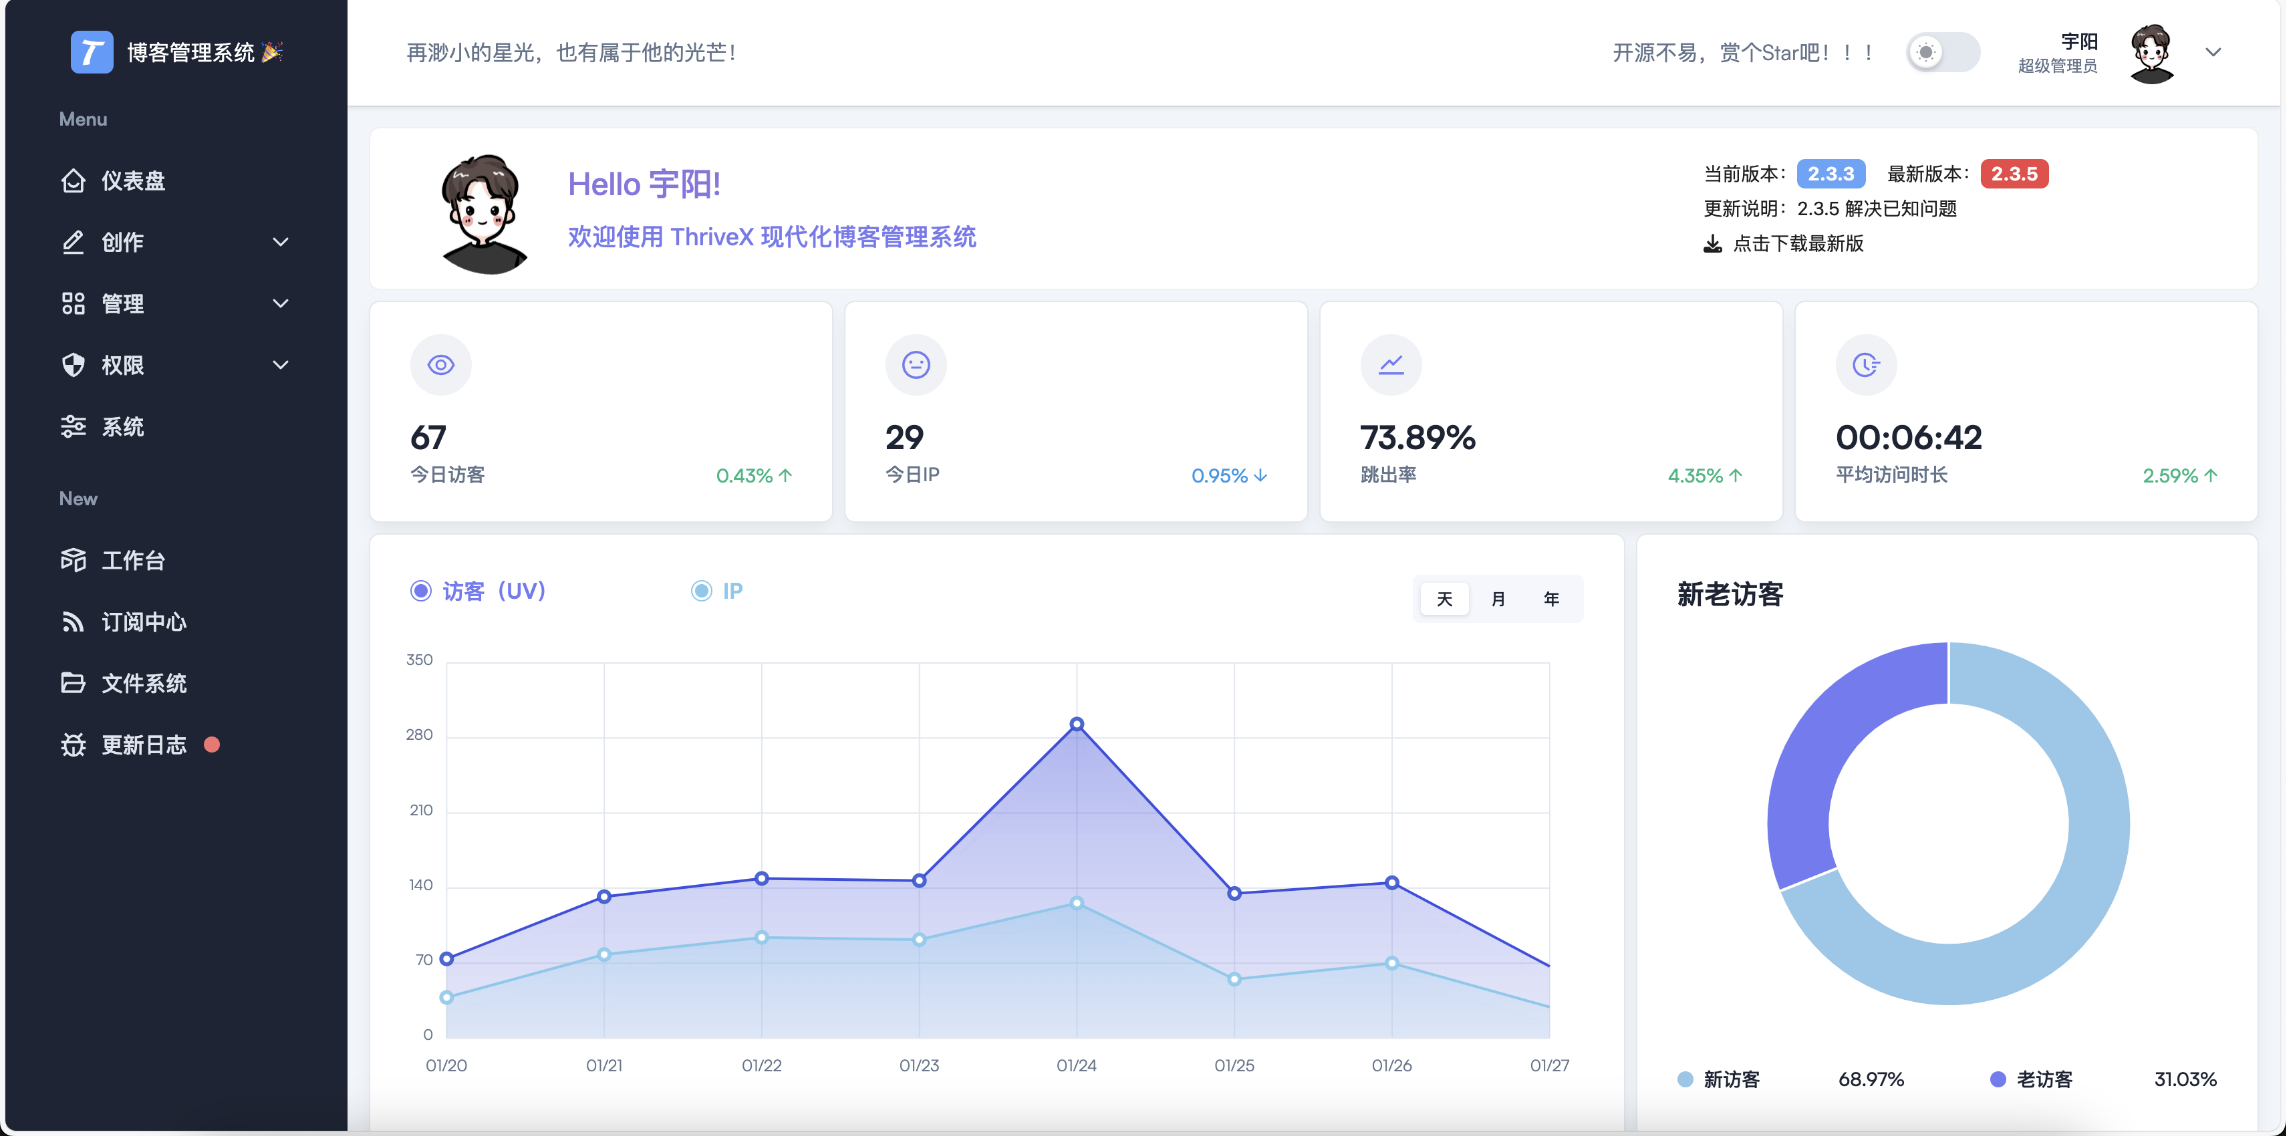 T 博客管理系统 🎉
Menu
仪表盘
创作
管理
权限
系统
New
工作台
订阅中心
文件系统
更新日志
再渺小的星光，也有属于他的光芒！
开源不易，赏个Star吧！！！
宇阳
超级管理员
Hello 宇阳!
欢迎使用 ThriveX 现代化博客管理系统
当前版本： 2.3.3 最新版本： 2.3.5
更新说明：2.3.5 解决已知问题
点击下载最新版
67
今日访客 0.43%↑
29
今日IP 0.95%↓
73.89%
跳出率 4.35%↑
00:06:42
平均访问时长 2.59%↑
访客（UV） IP
天 月 年
350
280
210
140
70
0
01/20 01/21 01/22 01/23 01/24 01/25 01/26 01/27
新老访客
新访客 68.97% 老访客 31.03%